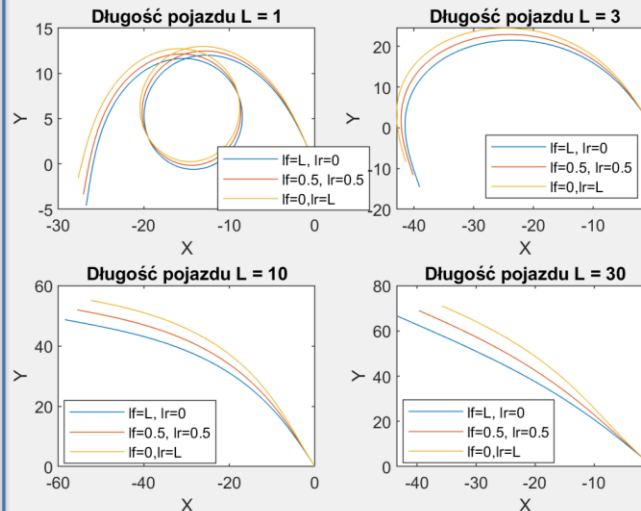 Długość pojazdu L = 1
15
10
5
0
-5
Y
-30
-20
-10
0
X
lf=L, lr=0
lf=0.5, lr=0.5
lf=0,lr=L
Długość pojazdu L = 3
20
10
0
-10
-20
Y
-40
-30
-20
-10
X
lf=L, lr=0
lf=0.5, lr=0.5
lf=0,lr=L
Długość pojazdu L = 10
60
40
20
0
Y
-60
-40
-20
0
X
lf=L, lr=0
lf=0.5, lr=0.5
lf=0,lr=L
Długość pojazdu L = 30
80
60
40
20
0
Y
-40
-30
-20
-10
X
lf=L, lr=0
lf=0.5, lr=0.5
lf=0,lr=L